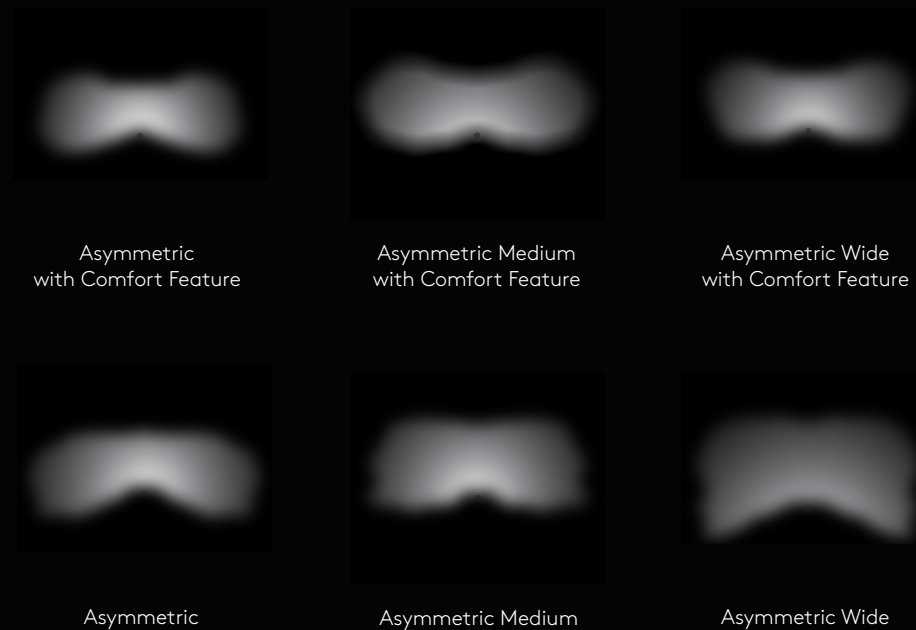 Asymmetric
with Comfort Feature
Asymmetric Medium
with Comfort Feature
Asymmetric Wide
with Comfort Feature
Asymmetric
Asymmetric Medium
Asymmetric Wide